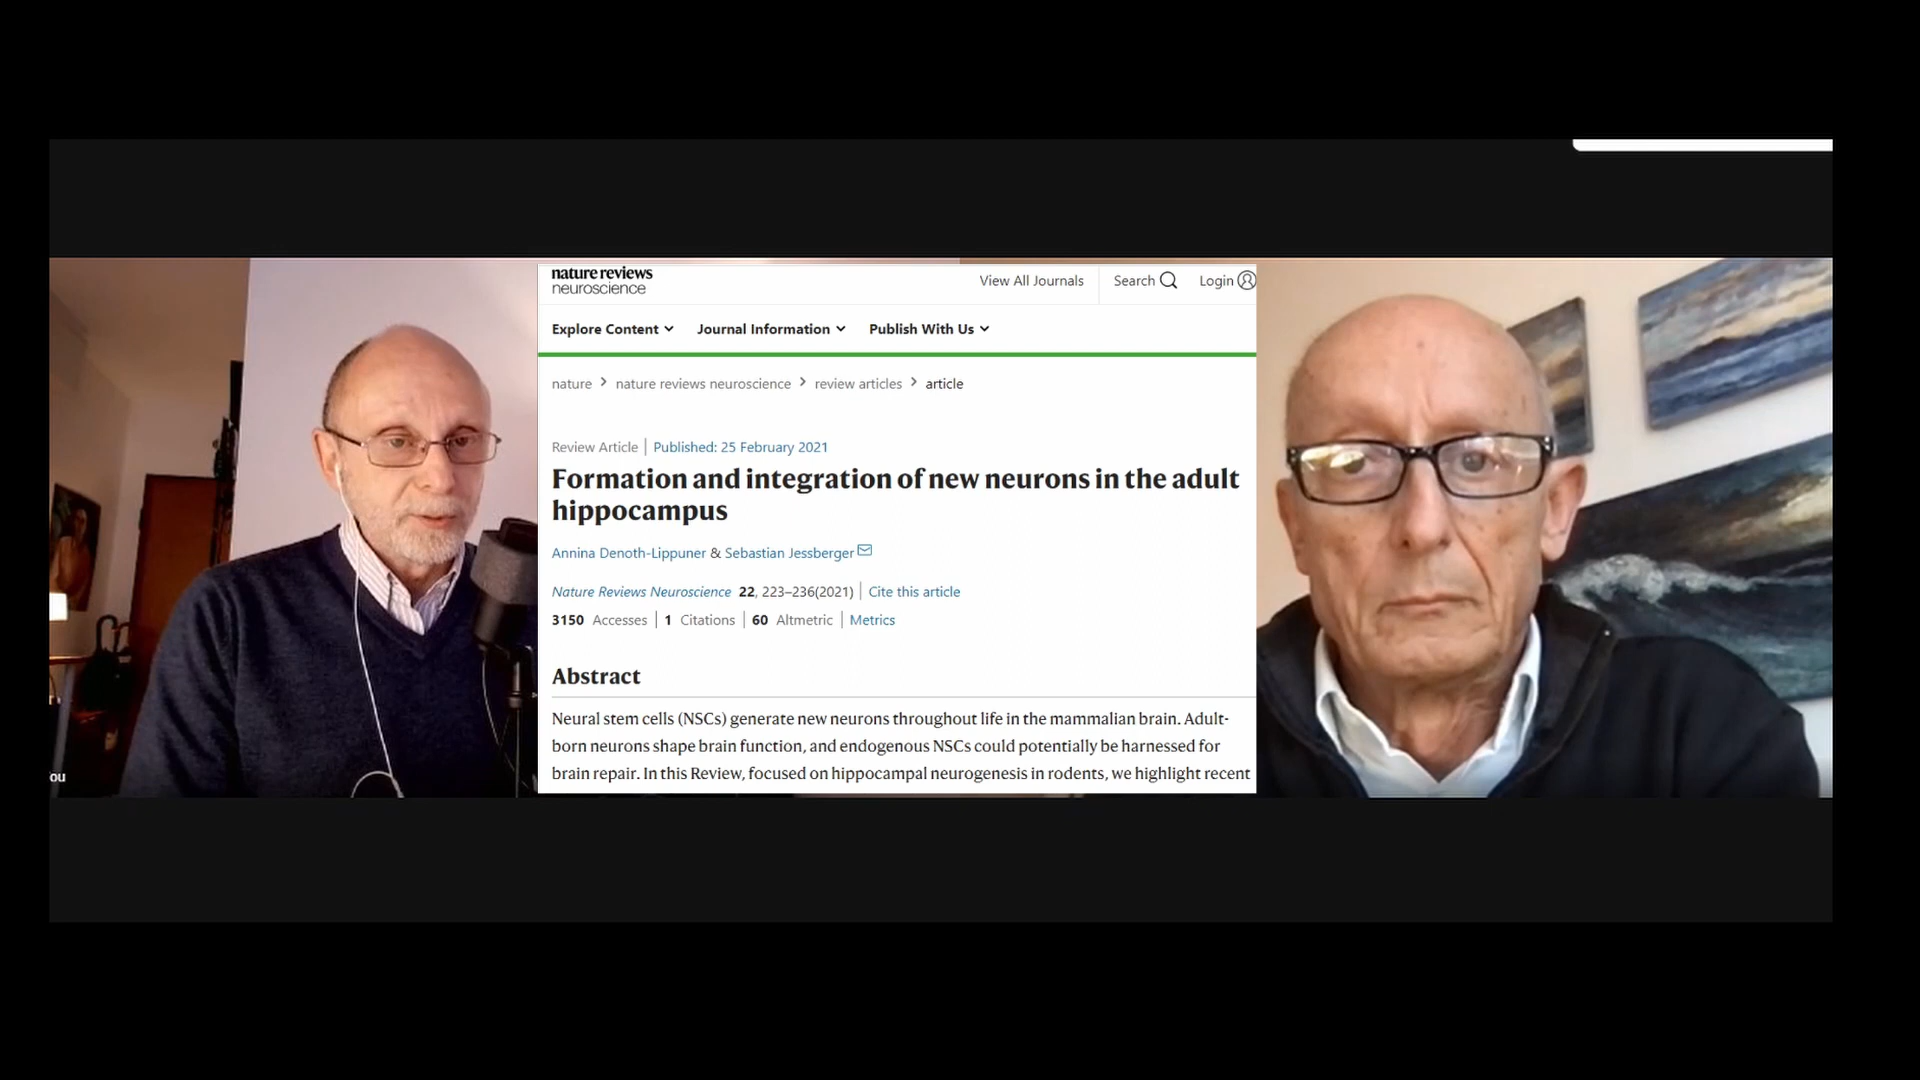 nature reviews
neuroscience
View All Journals
Search
Login
Explore Content
Journal Information
Publish With Us
nature > nature reviews neuroscience > review articles > article
Review Article | Published: 25 February 2021
Formation and integration of new neurons in the adult
hippocampus
Annina Denoth-Lippuner & Sebastian Jessberger
Nature Reviews Neuroscience 22, 223–236(2021) | Cite this article
3150 Accesses | 1 Citations | 60 Altmetric | Metrics
Abstract
Neural stem cells (NSCs) generate new neurons throughout life in the mammalian brain. Adult-
born neurons shape brain function, and endogenous NSCs could potentially be harnessed for
brain repair. In this Review, focused on hippocampal neurogenesis in rodents, we highlight recent
ou